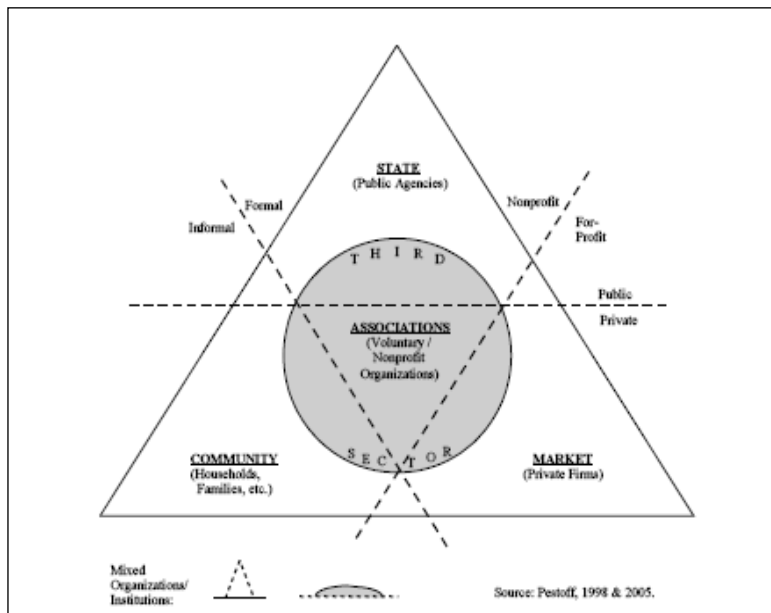 STATE
(Public Agencies)
Formal
Informal
Nonprofit
For-
Profit
THIRD
Public
Private
ASSOCIATIONS
(Voluntary /
Nonprofit
Organizations)
SECTOR
COMMUNITY
(Households,
Families, etc.)
MARKET
(Private Firms)
Mixed
Organizations/
Institutions:
Source: Pestoff, 1998 & 2005.